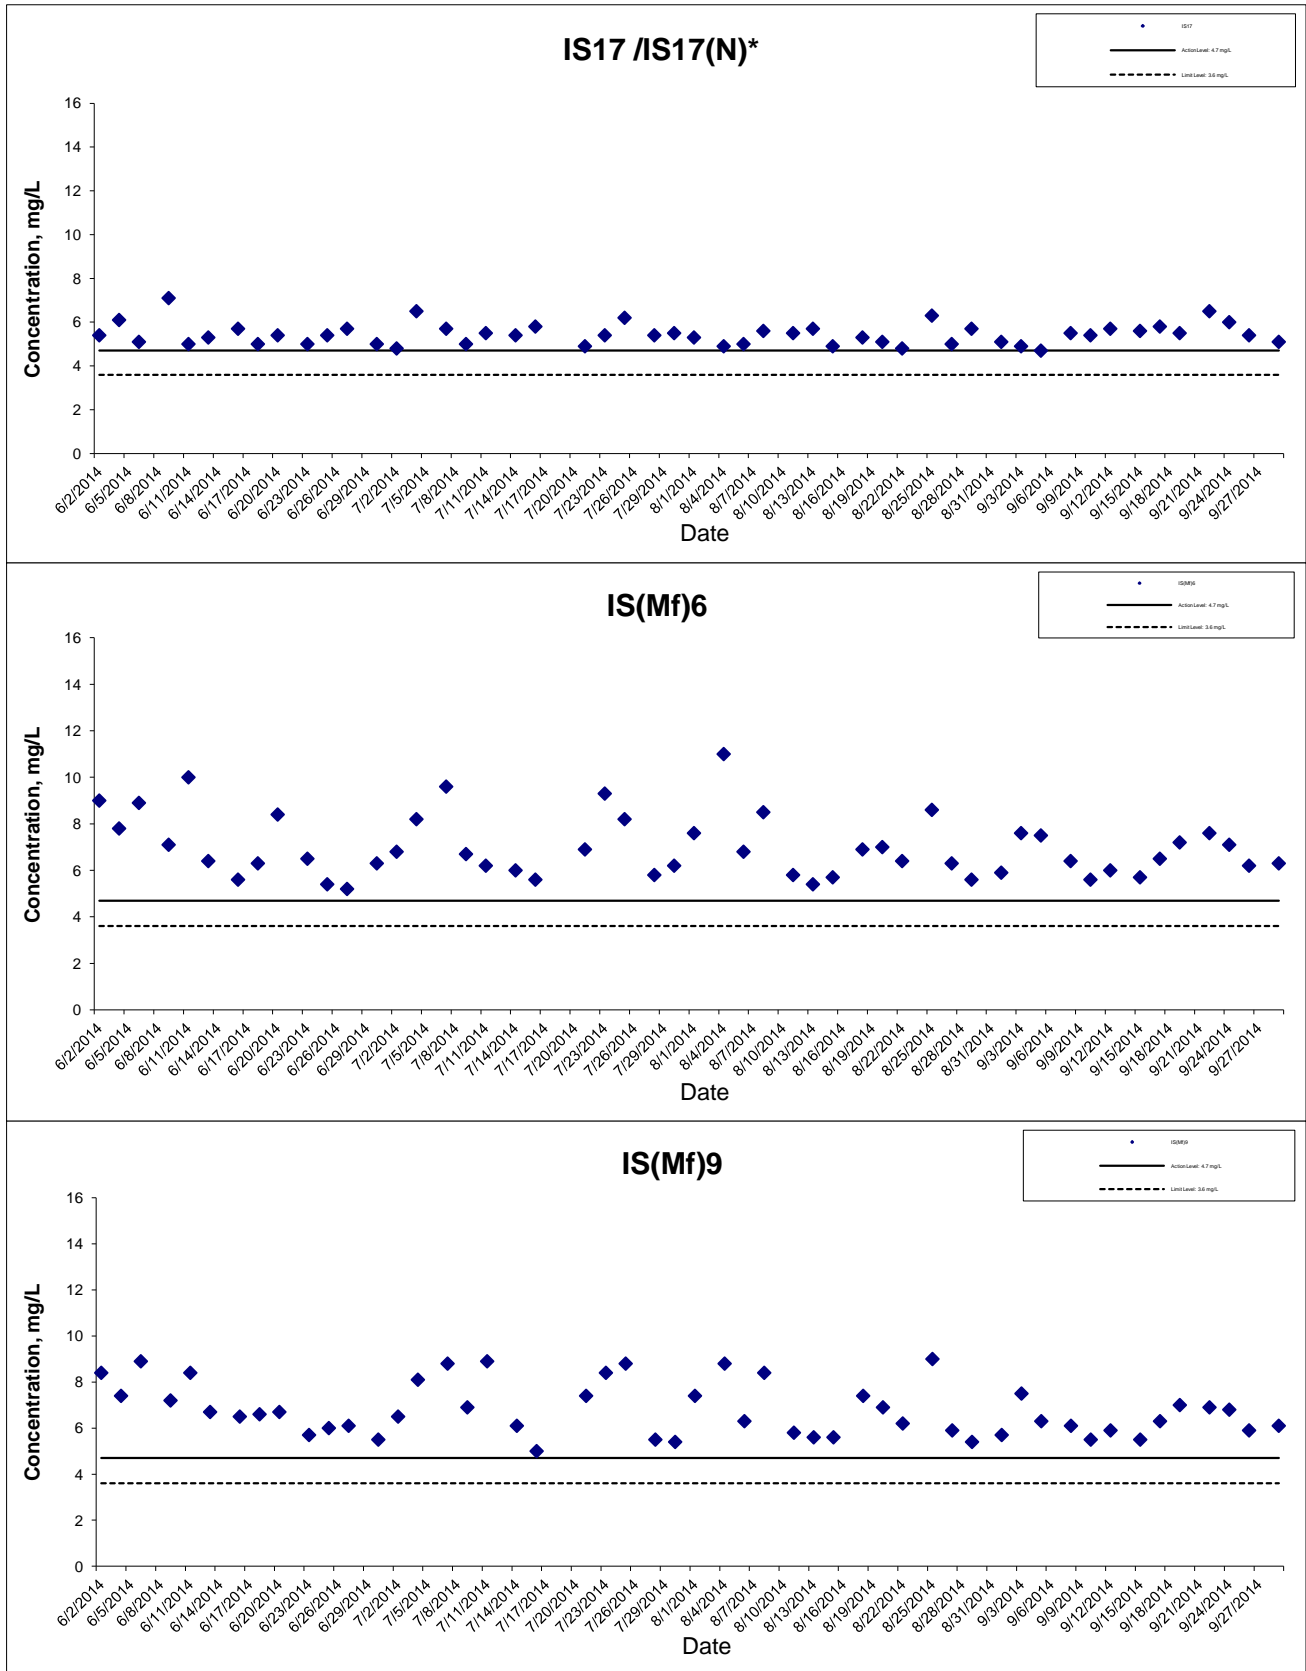 IS17 /IS17(N)*
IS17
Action Level: 4.7 mg/L
Limit Level: 3.6 mg/L
Concentration, mg/L
16
14
12
10
8
6
4
2
0
6/2/2014 6/5/2014 6/8/2014 6/11/2014 6/14/2014 6/17/2014 6/20/2014 6/23/2014 6/26/2014 6/29/2014 7/2/2014 7/5/2014 7/8/2014 7/11/2014 7/14/2014 7/17/2014 7/20/2014 7/23/2014 7/26/2014 7/29/2014 8/1/2014 8/4/2014 8/7/2014 8/10/2014 8/13/2014 8/16/2014 8/19/2014 8/22/2014 8/25/2014 8/28/2014 8/31/2014 9/3/2014 9/6/2014 9/9/2014 9/12/2014 9/15/2014 9/18/2014 9/21/2014 9/24/2014 9/27/2014
Date
IS(Mf)6
IS(Mf)6
Action Level: 4.7 mg/L
Limit Level: 3.6 mg/L
Concentration, mg/L
16
14
12
10
8
6
4
2
0
6/2/2014 6/5/2014 6/8/2014 6/11/2014 6/14/2014 6/17/2014 6/20/2014 6/23/2014 6/26/2014 6/29/2014 7/2/2014 7/5/2014 7/8/2014 7/11/2014 7/14/2014 7/17/2014 7/20/2014 7/23/2014 7/26/2014 7/29/2014 8/1/2014 8/4/2014 8/7/2014 8/10/2014 8/13/2014 8/16/2014 8/19/2014 8/22/2014 8/25/2014 8/28/2014 8/31/2014 9/3/2014 9/6/2014 9/9/2014 9/12/2014 9/15/2014 9/18/2014 9/21/2014 9/24/2014 9/27/2014
Date
IS(Mf)9
IS(Mf)9
Action Level: 4.7 mg/L
Limit Level: 3.6 mg/L
Concentration, mg/L
16
14
12
10
8
6
4
2
0
6/2/2014 6/5/2014 6/8/2014 6/11/2014 6/14/2014 6/17/2014 6/20/2014 6/23/2014 6/26/2014 6/29/2014 7/2/2014 7/5/2014 7/8/2014 7/11/2014 7/14/2014 7/17/2014 7/20/2014 7/23/2014 7/26/2014 7/29/2014 8/1/2014 8/4/2014 8/7/2014 8/10/2014 8/13/2014 8/16/2014 8/19/2014 8/22/2014 8/25/2014 8/28/2014 8/31/2014 9/3/2014 9/6/2014 9/9/2014 9/12/2014 9/15/2014 9/18/2014 9/21/2014 9/24/2014 9/27/2014
Date